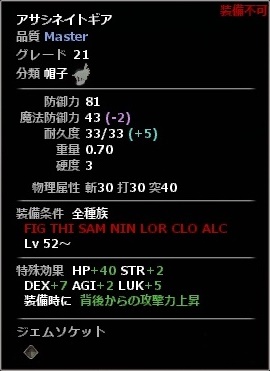 アサシネイトギア 装備不可
品質 Master
グレード 21
分類 帽子
防御力 81
魔法防御力 43 (-2)
耐久度 33/33 (+5)
重量 0.70
硬度 3
物理属性 斬30 打30 突40
装備条件 全種族
FIG THI SAM NIN LOR CLO ALC
Lv 52～
特殊効果 HP+40 STR+2
DEX+7 AGI+2 LUK+5
装備時に 背後からの攻撃力上昇
ジェムソケット